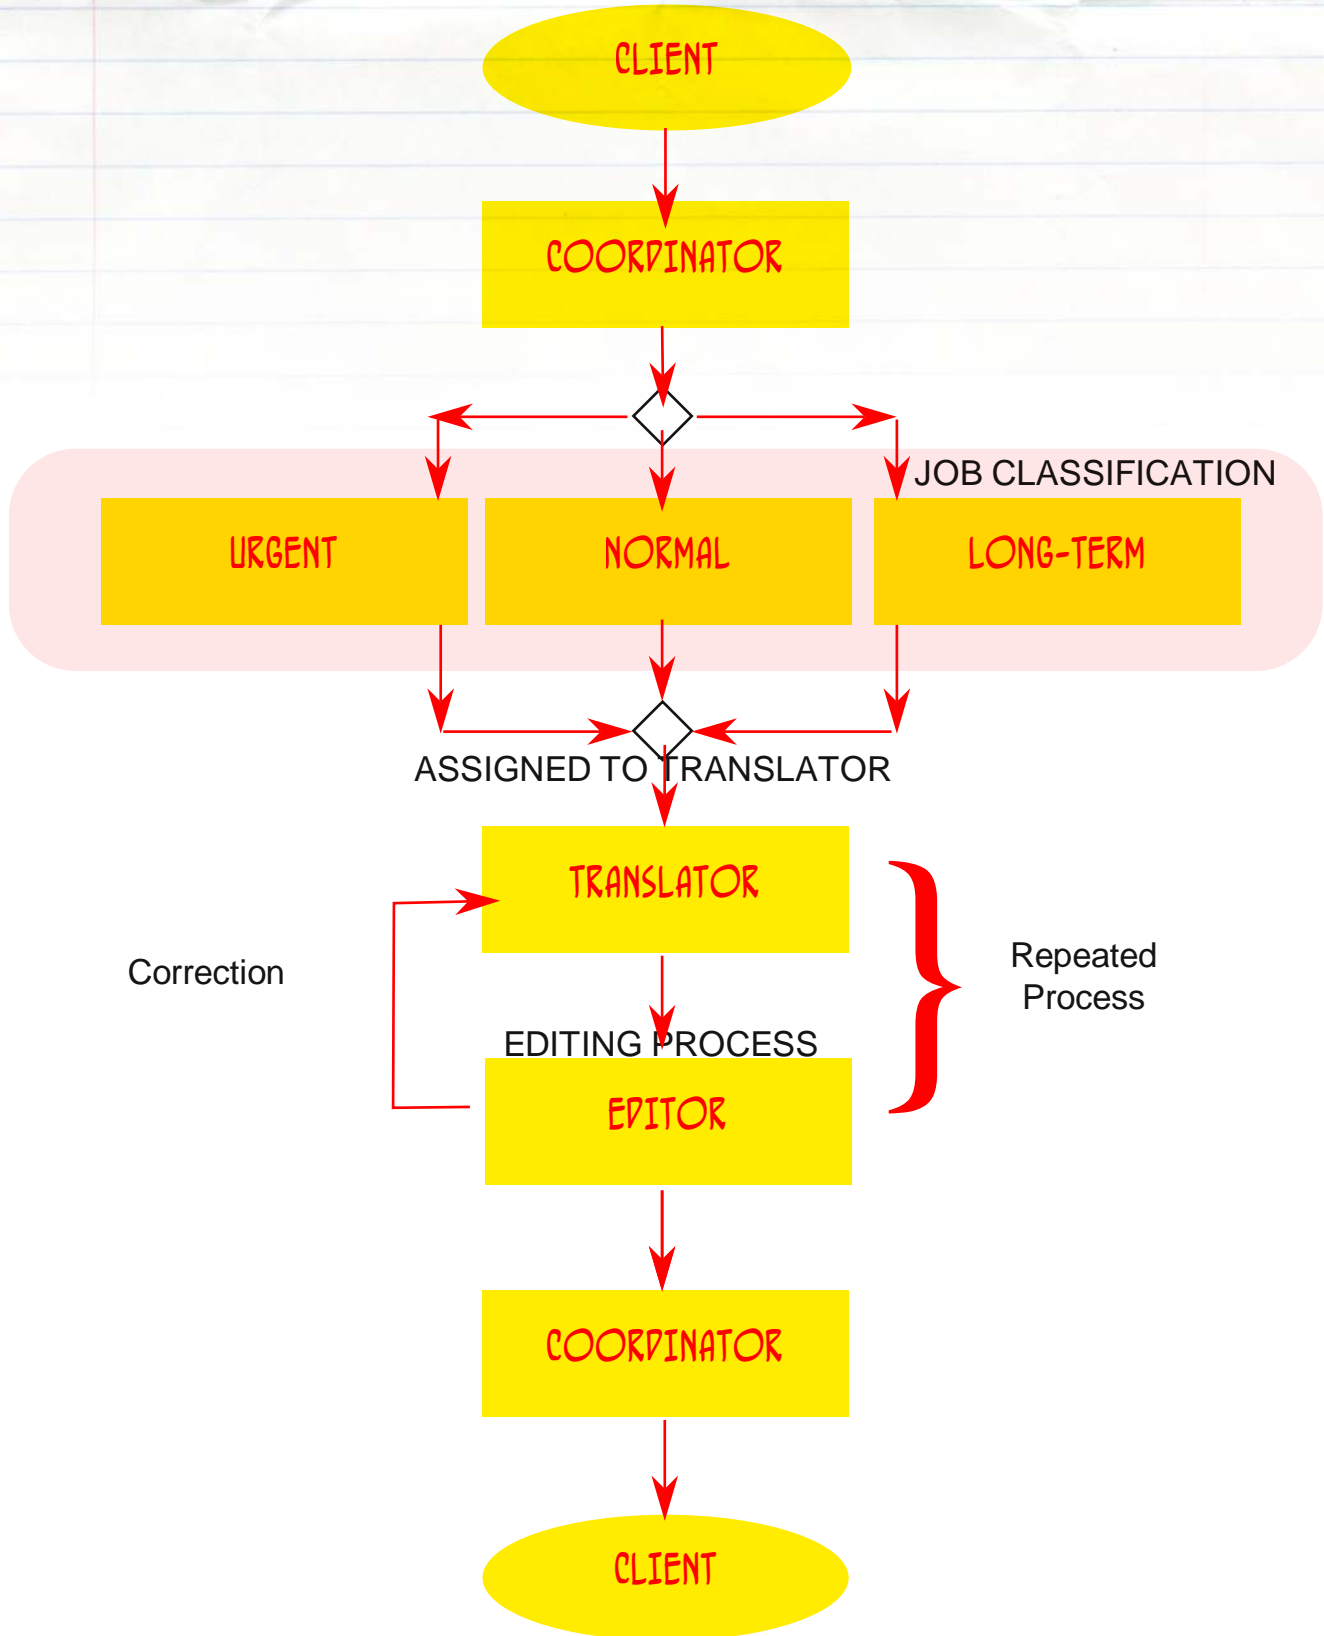 CLIENT
COORDINATOR
JOB CLASSIFICATION
URGENT
NORMAL
LONG-TERM
ASSIGNED TO TRANSLATOR
TRANSLATOR
Correction
Repeated
Process
EDITING PROCESS
EDITOR
COORDINATOR
CLIENT